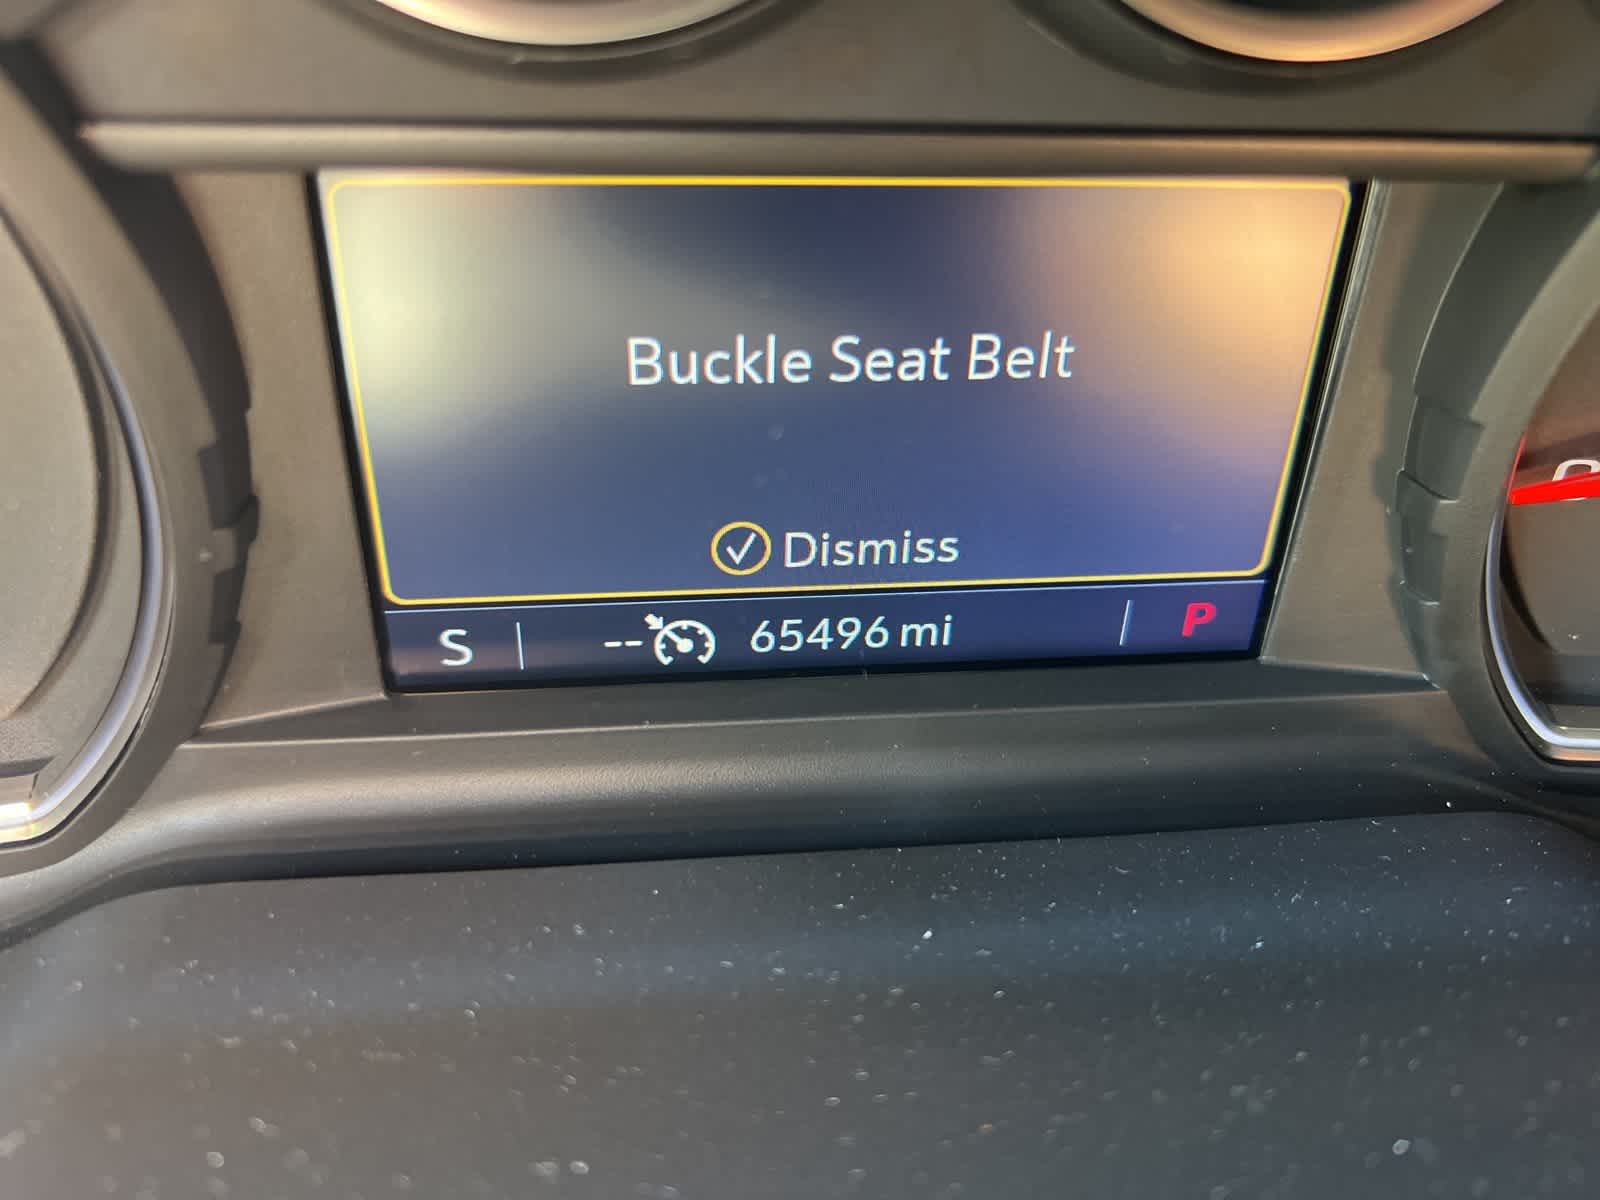 Buckle Seat Belt
Dismiss
S
-- 65496 mi
P